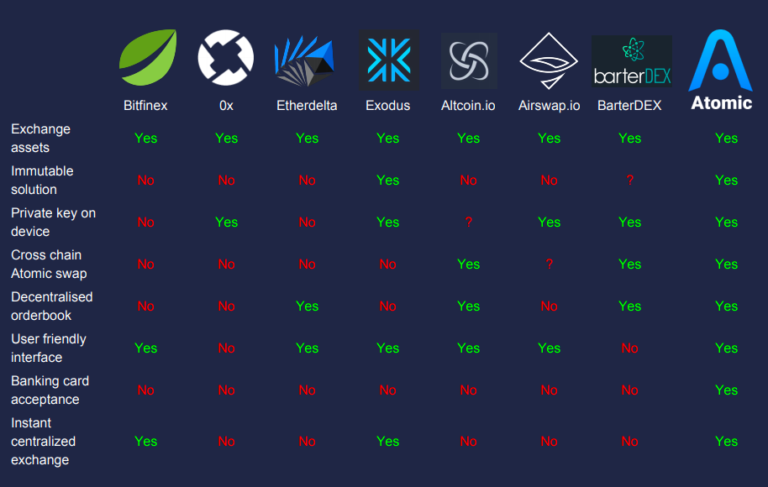 barterDEX
Bitfinex 0x Etherdelta Exodus Altcoin.io Airswap.io BarterDEX Atomic
Exchange
assets Yes Yes Yes Yes Yes Yes Yes Yes
Immutable
solution No No No Yes No No ? Yes
Private key on
device No Yes No Yes ? Yes Yes Yes
Cross chain
Atomic swap No No No No Yes ? Yes Yes
Decentralised
orderbook No No Yes No Yes No Yes Yes
User friendly
interface Yes No Yes Yes Yes Yes No Yes
Banking card
acceptance No No No No No No No Yes
Instant
centralized Yes No No Yes No No No Yes
exchange